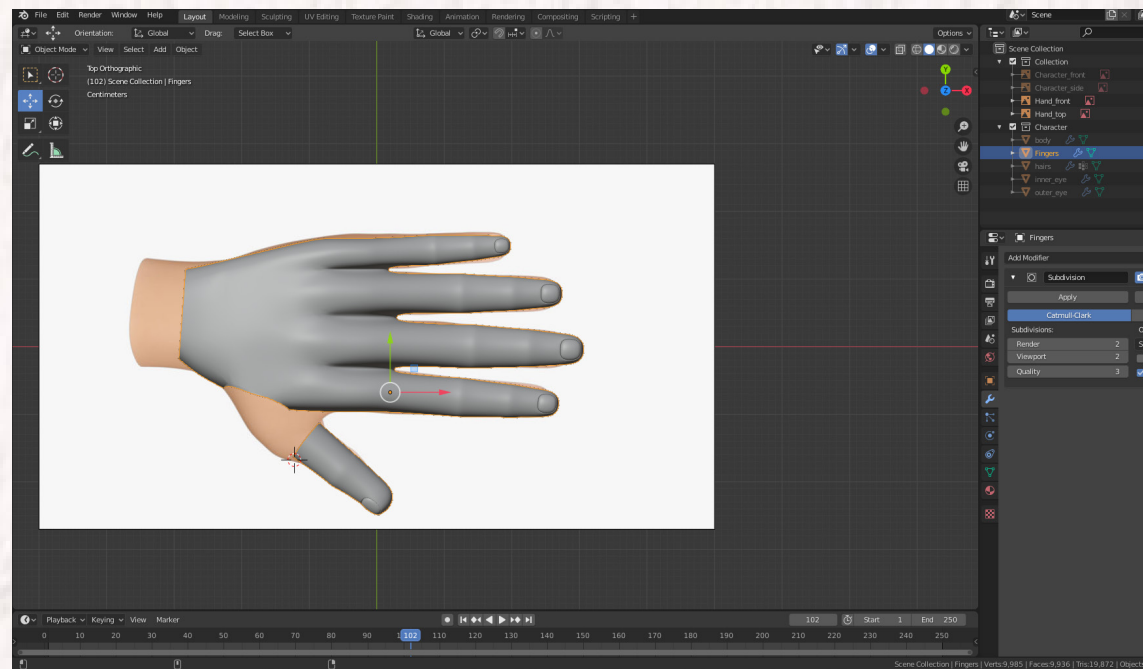 File Edit Render Window Help Layout Modeling Sculpting UV Editing Texture Paint Shading Animation Rendering Compositing Scripting + Scene
Orientation: Global Drag: Select Box Global Options
Object Mode View Select Add Object
Top Orthographic
(102) Scene Collection | Fingers
Centimeters
Y
Z X
Scene Collection
Collection
Character_front
Character_side
Hand_front
Hand_top
Character
body
Fingers
hairs
inner_eye
outer_eye
Fingers
Add Modifier
Subdivision
Apply
Catmull-Clark
Subdivisions:
Render 2
Viewport 2
Quality 3
Playback Keying View Marker 102 Start 1 End 250
0 10 20 30 40 50 60 70 80 90 102 110 120 130 140 150 160 170 180 190 200 210 220 230 240 250
Scene Collection | Fingers | Verts:9,985 | Faces:9,936 | Tris:19,872 | Object